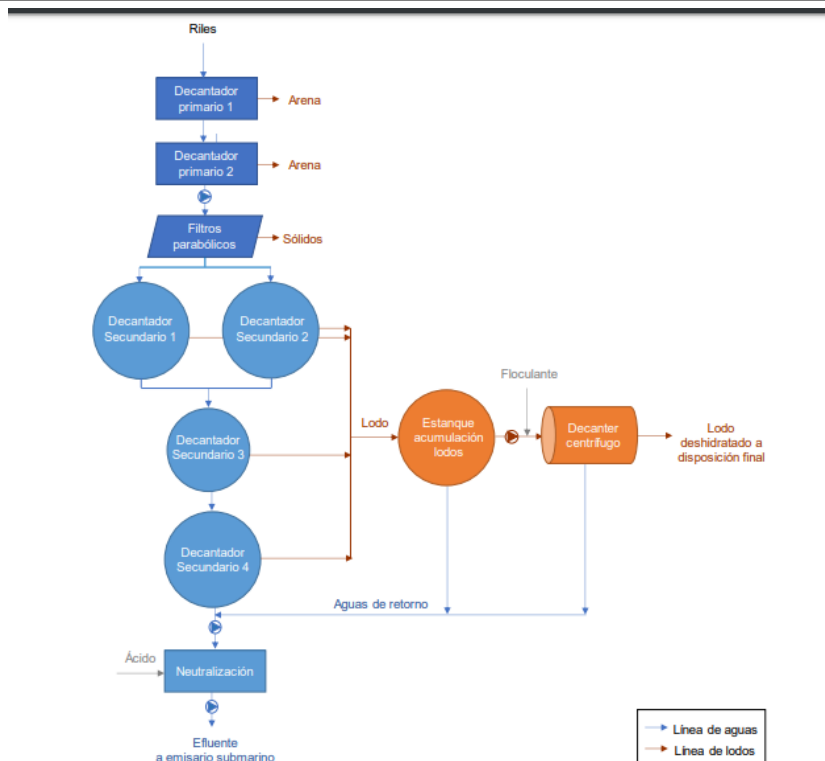 Riles
Decantador
primario 1
Arena
Decantador
primario 2
Arena
Filtros
parabólicos
Sólidos
Decantador
Secundario 1
Decantador
Secundario 2
Floculante
Lodo
Estanque
acumulación
lodos
Decanter
centrífugo
Lodo
deshidratado a
disposición final
Decantador
Secundario 3
Decantador
Secundario 4
Aguas de retorno
Ácido
Neutralización
Efluente
a emisario submarino
Línea de aguas
Línea de lodos